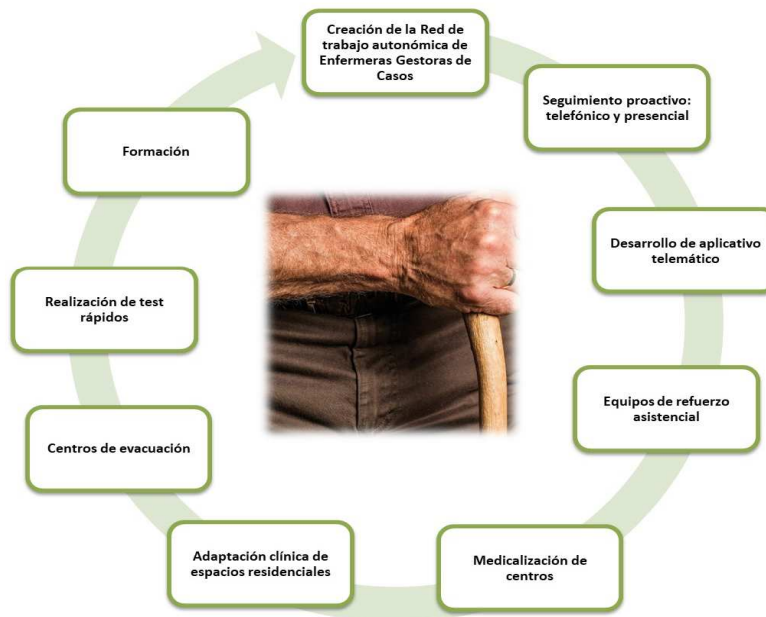 Creación de la Red de
trabajo autonómica de
Enfermeras Gestoras de
Casos
Seguimiento proactivo:
telefónico y presencial
Desarrollo de aplicativo
telemático
Equipos de refuerzo
asistencial
Medicalización de
centros
Adaptación clínica de
espacios residenciales
Centros de evacuación
Realización de test
rápidos
Formación